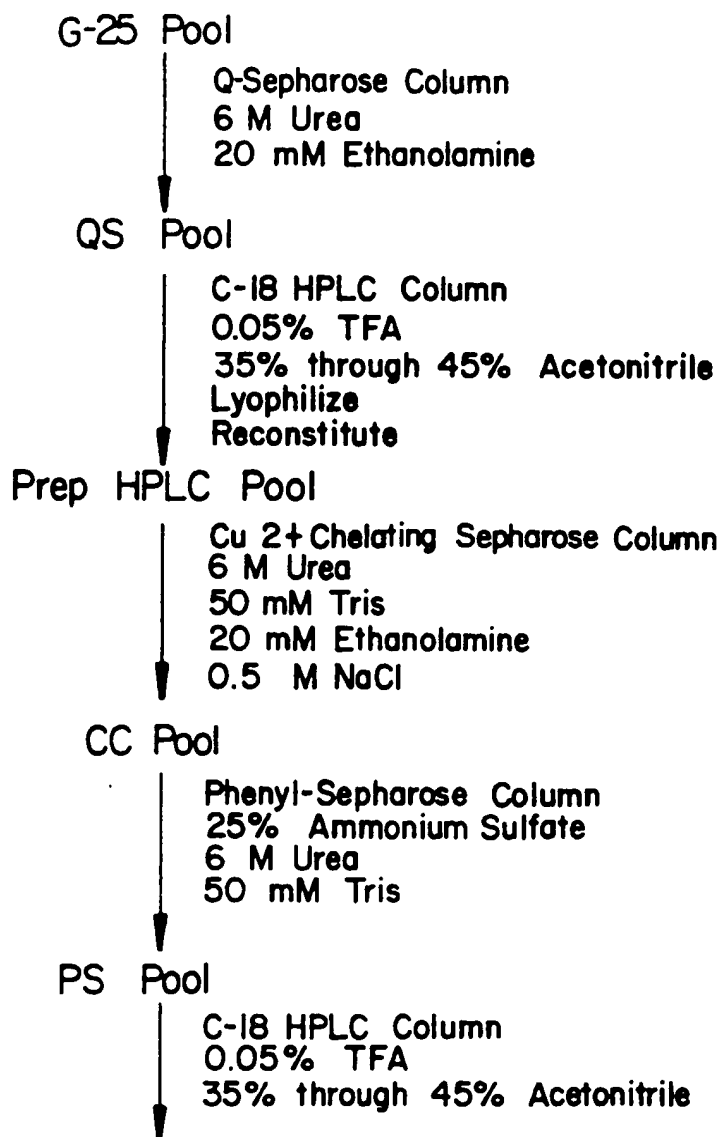 G-25 Pool
Q-Sepharose Column
6 M Urea
20 mM Ethanolamine
QS Pool
C-18 HPLC Column
0.05% TFA
35% through 45% Acetonitrile
Lyophilize
Reconstitute
Prep HPLC Pool
Cu 2+ Chelating Sepharose Column
6 M Urea
50 mM Tris
20 mM Ethanolamine
0.5 M NaCl
CC Pool
Phenyl-Sepharose Column
25% Ammonium Sulfate
6 M Urea
50 mM Tris
PS Pool
C-18 HPLC Column
0.05% TFA
35% through 45% Acetonitrile